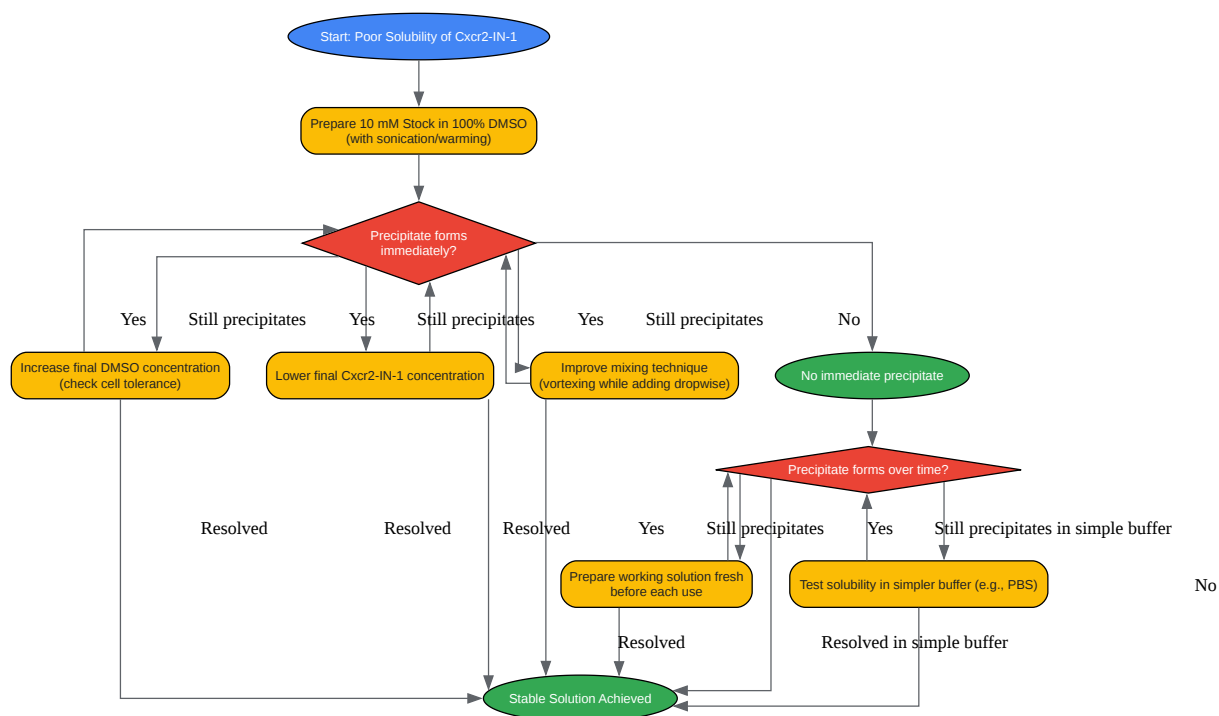 Start: Poor Solubility of Cxcr2-IN-1
Prepare 10 mM Stock in 100% DMSO
(with sonication/warming)
Precipitate forms
immediately?
Yes
Still precipitates
Yes
Still precipitates
Yes
Still precipitates
No
Increase final DMSO concentration
(check cell tolerance)
Lower final Cxcr2-IN-1 concentration
Improve mixing technique
(vortexing while adding dropwise)
No immediate precipitate
Precipitate forms over time?
Resolved
Resolved
Resolved
Yes
Still precipitates
Yes
Still precipitates in simple buffer
Prepare working solution fresh
before each use
Test solubility in simpler buffer (e.g., PBS)
No
Resolved
Resolved in simple buffer
Stable Solution Achieved